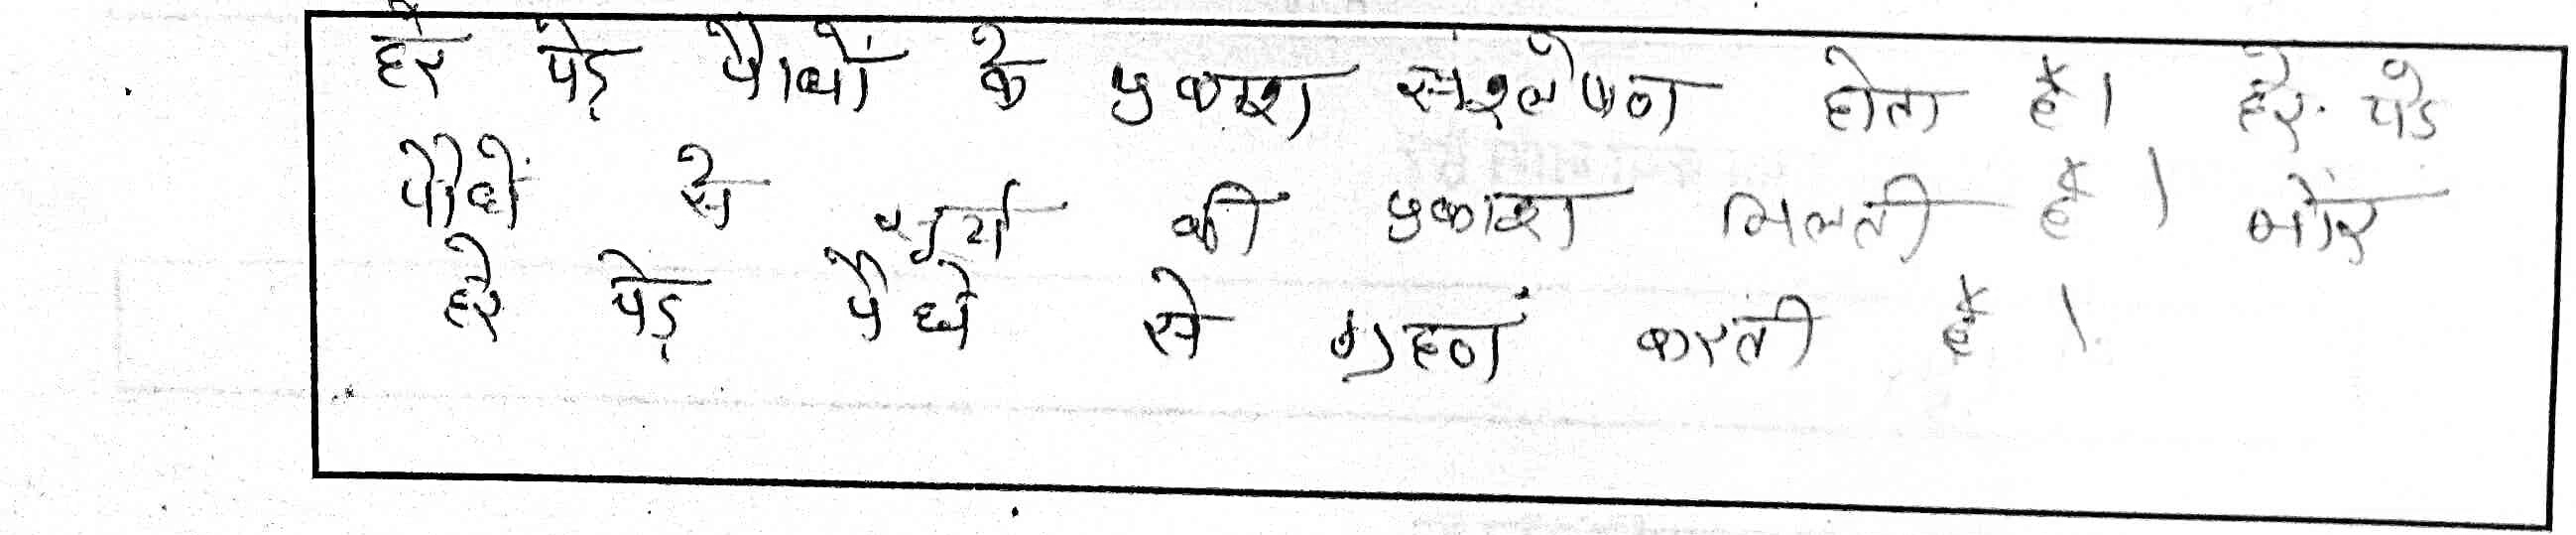 हरे पेड़ पौधों के प्रकाश संश्लेषण होता है। हरे पेड
पौधें से सूर्य की प्रकाश मिलती है। और
हरे पेड़ पैधे से ग्रहणं करती है।